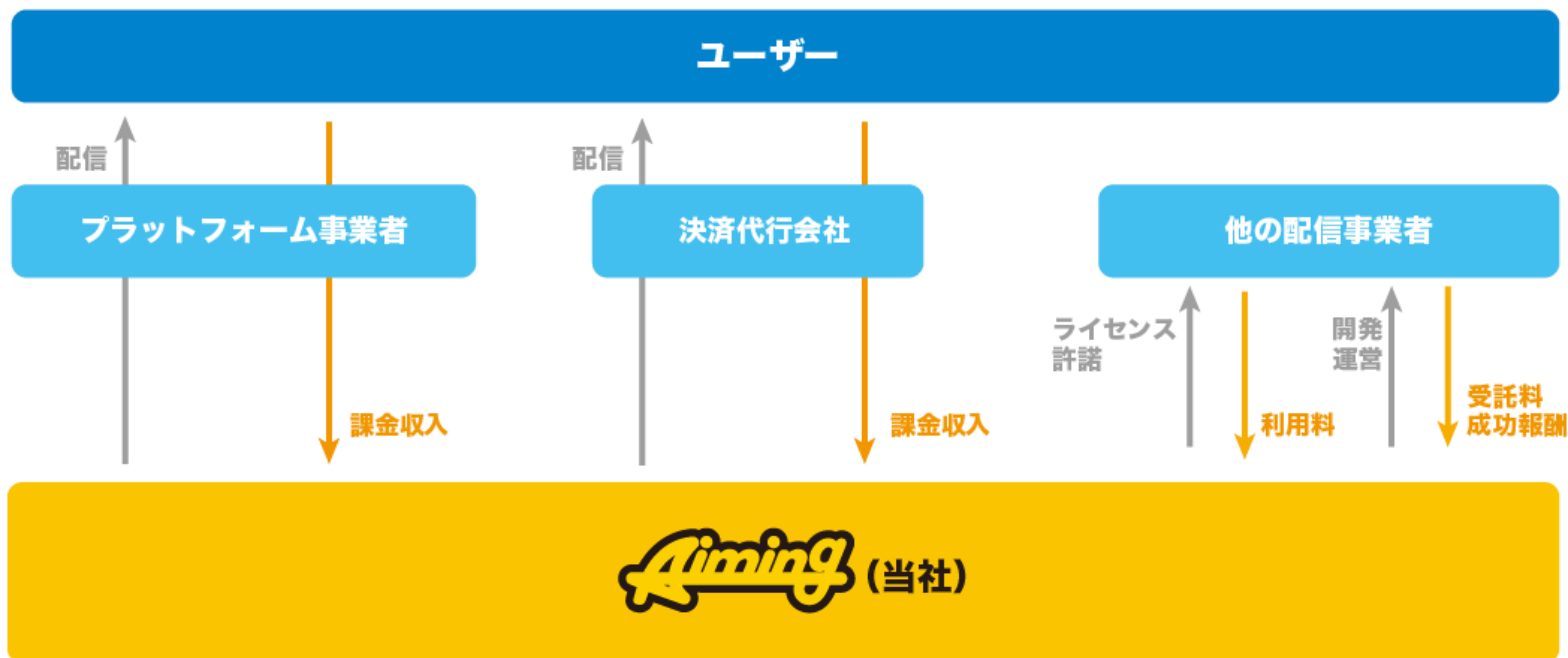 ユーザー
配信
配信
プラットフォーム事業者
決済代行会社
他の配信事業者
ライセンス
許諾
開発
運営
課金収入
課金収入
利用料
受託料
成功報酬
Aiming (当社)